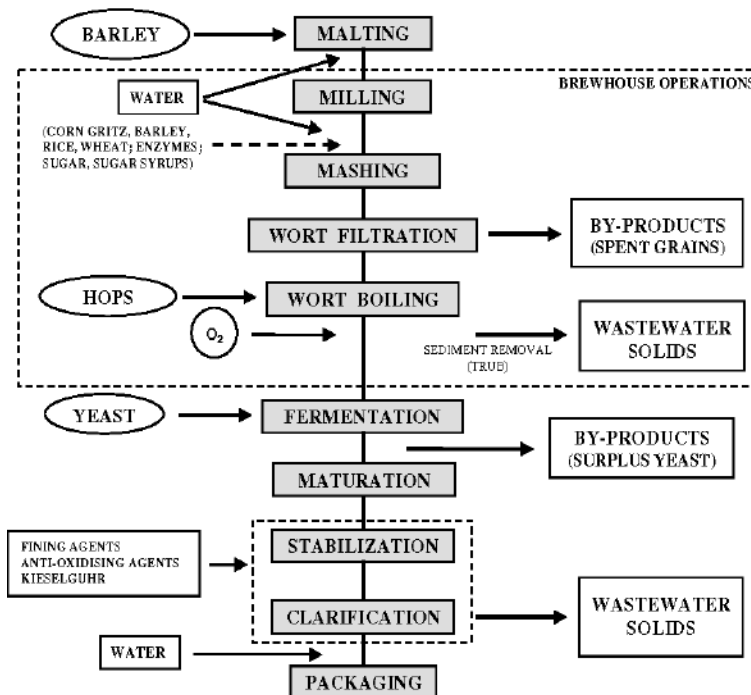 BARLEY
MALTING
BREWHOUSE OPERATIONS
WATER
MILLING
(CORN GRITZ, BARLEY,
RICE, WHEAT; ENZYMES;
SUGAR, SUGAR SYRUPS)
MASHING
WORT FILTRATION
BY-PRODUCTS
(SPENT GRAINS)
HOPS
WORT BOILING
O2
SEDIMENT REMOVAL
(TRUB)
WASTEWATER
SOLIDS
YEAST
FERMENTATION
BY-PRODUCTS
(SURPLUS YEAST)
MATURATION
FINING AGENTS
ANTI-OXIDISING AGENTS
KIESELGUHR
STABILIZATION
CLARIFICATION
WASTEWATER
SOLIDS
WATER
PACKAGING